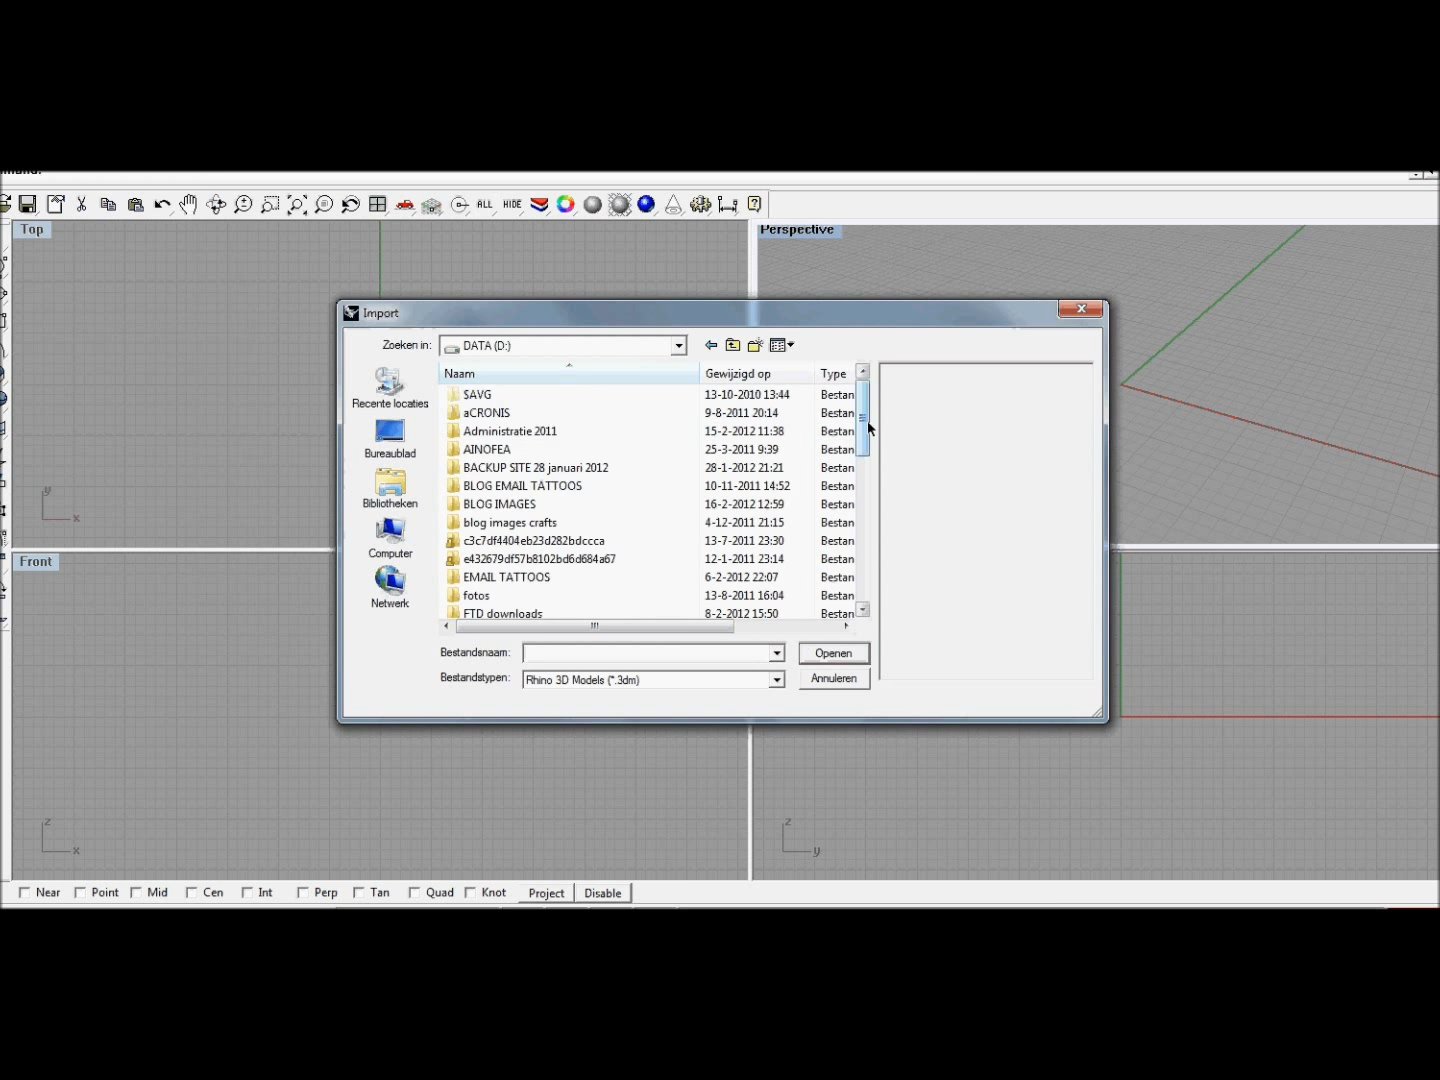 ALL HIDE
Top
Perspective
Import
Zoeken in: DATA (D:)
Naam Gewijzigd op Type
$AVG 13-10-2010 13:44 Bestan
aCRONIS 9-8-2011 20:14 Bestan
Administratie 2011 15-2-2012 11:38 Bestan
AINOFEA 25-3-2011 9:39 Bestan
BACKUP SITE 28 januari 2012 28-1-2012 21:21 Bestan
BLOG EMAIL TATTOOS 10-11-2011 14:52 Bestan
BLOG IMAGES 16-2-2012 12:59 Bestan
blog images crafts 4-12-2011 21:15 Bestan
c3c7df4404eb23d282bdccca 13-7-2011 23:30 Bestan
e432679df57b8102bd6d684a67 12-1-2011 23:14 Bestan
EMAIL TATTOOS 6-2-2012 22:07 Bestan
fotos 13-8-2011 16:04 Bestan
FTD downloads 8-2-2012 15:50 Bestan
Recente locaties
Bureaublad
Bibliotheken
Computer
Netwerk
Bestandsnaam: Openen
Bestandstypen: Rhino 3D Models (*.3dm) Annuleren
y
x
Front
z
x
z
y
Near Point Mid Cen Int Perp Tan Quad Knot Project Disable